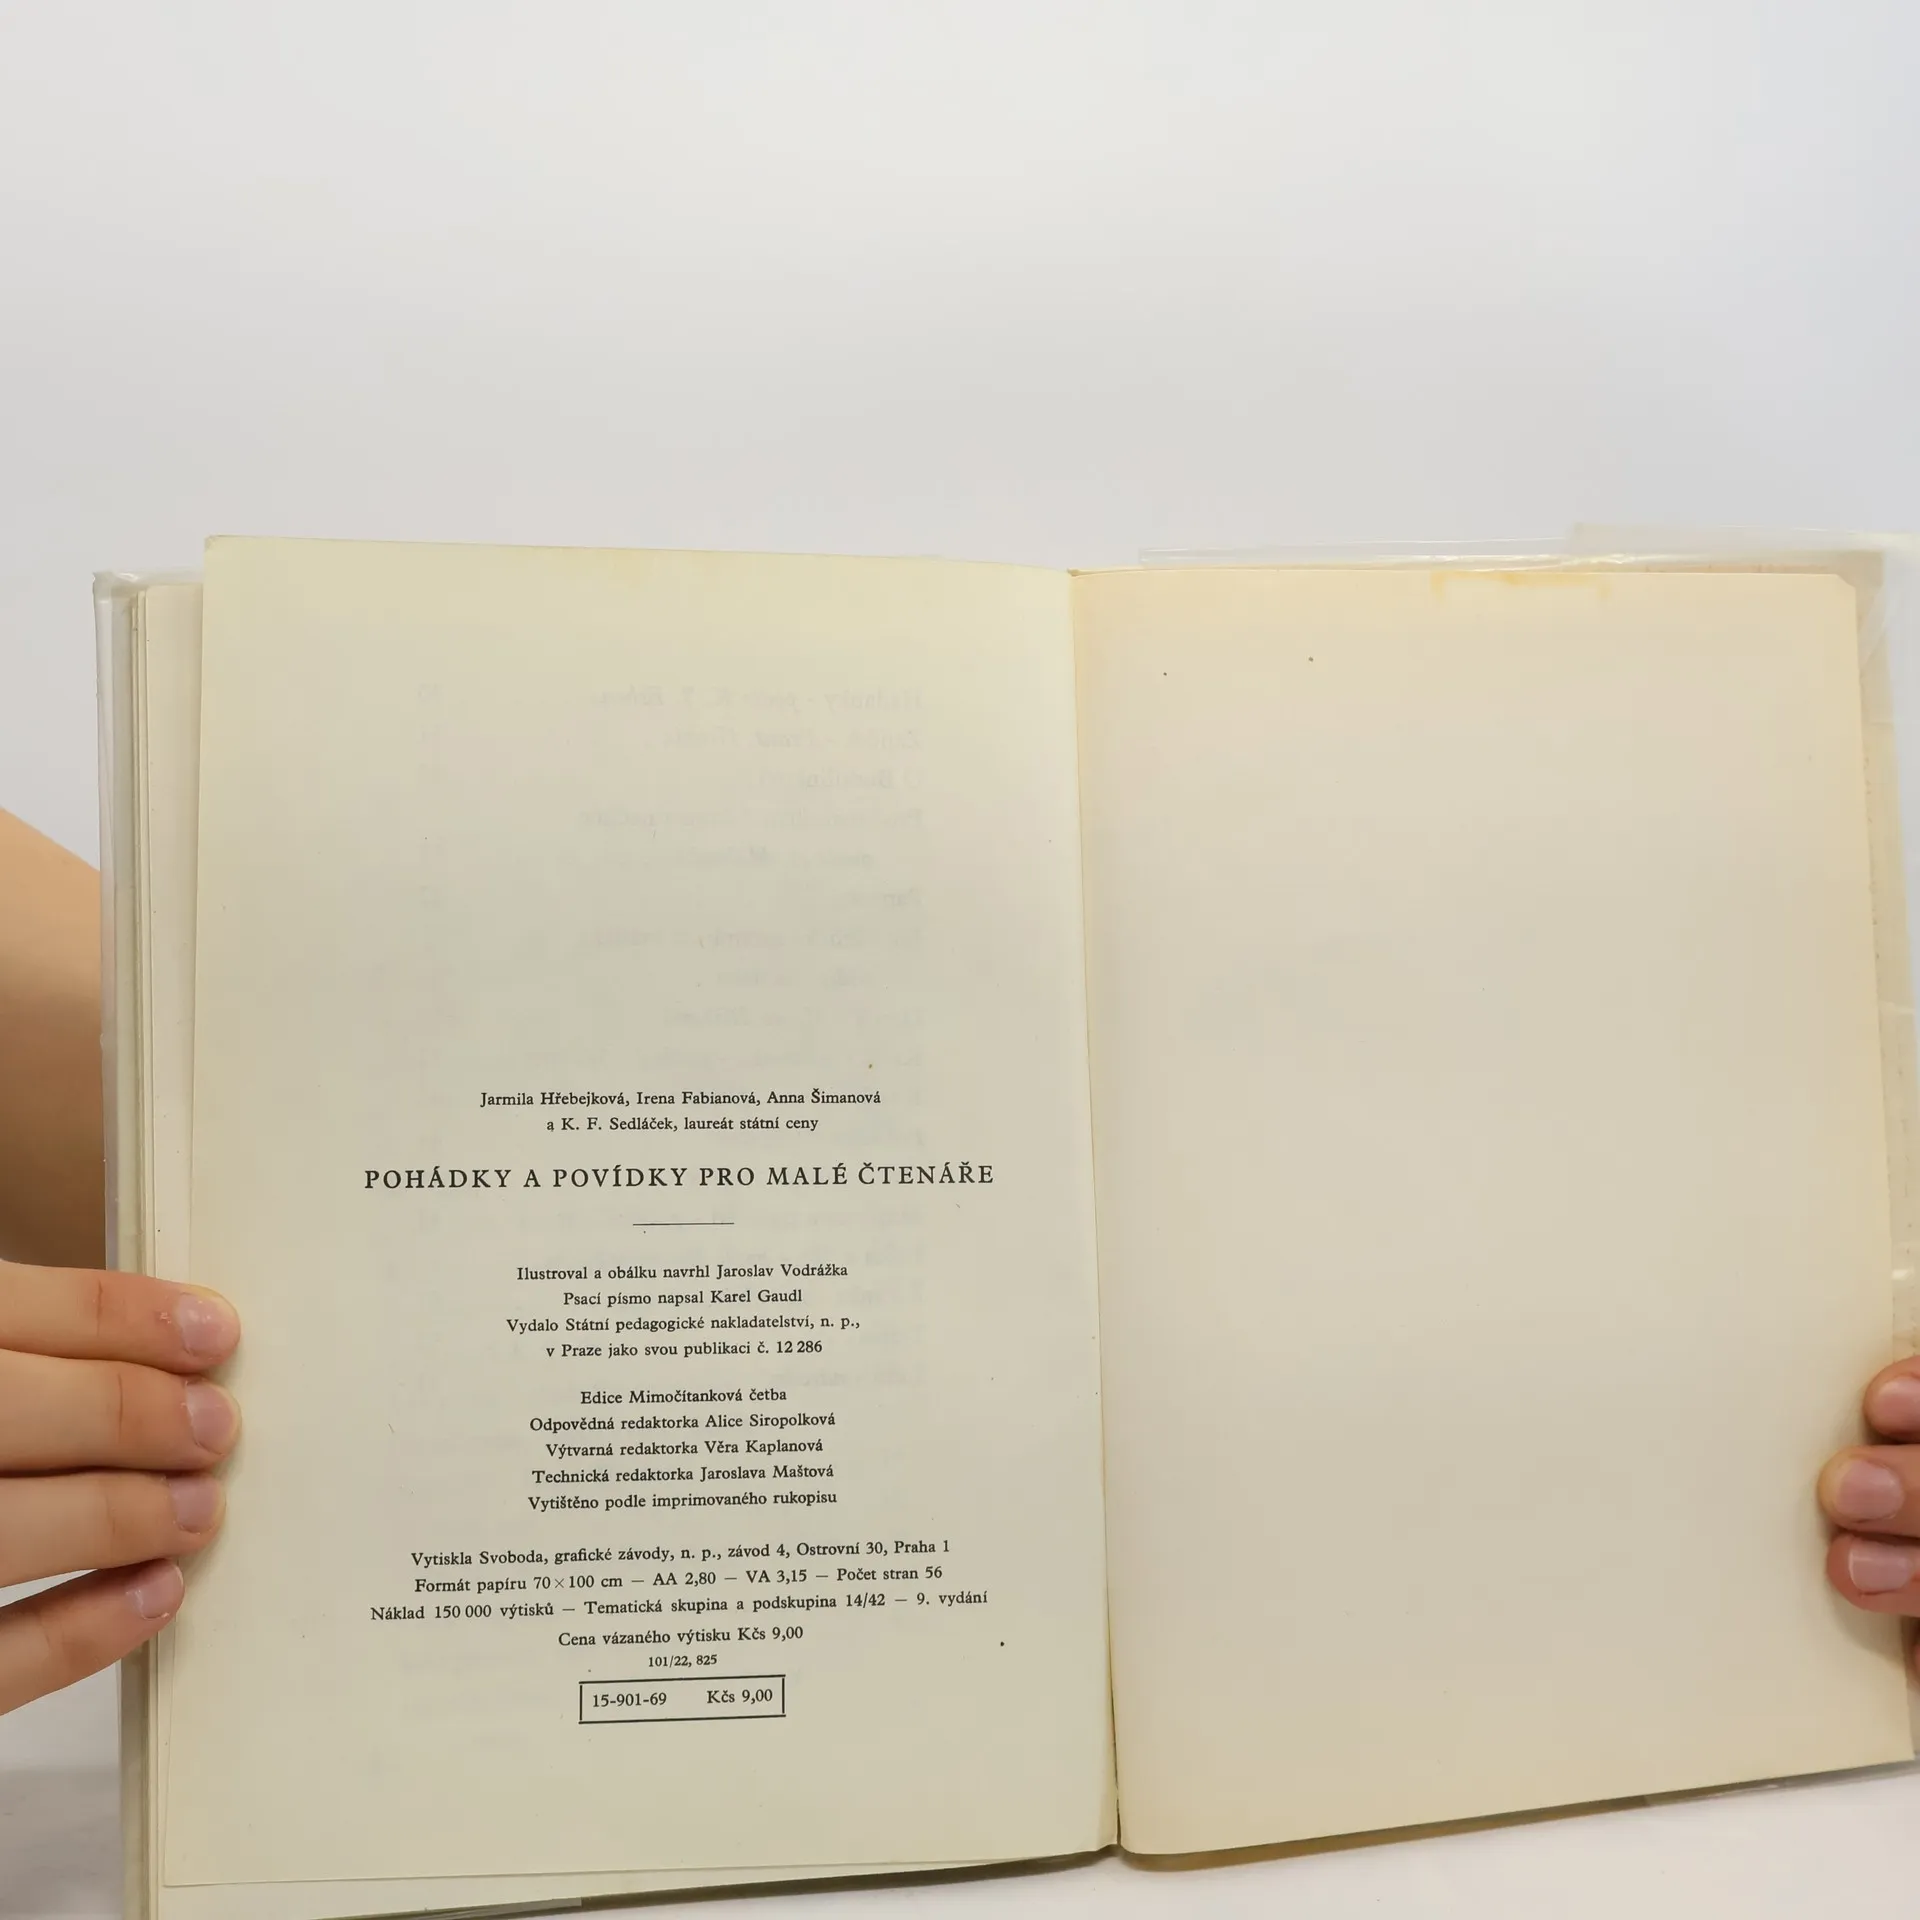 Jarmila Hřebejková, Irena Fabianová, Anna Šimanová
a K. F. Sedláček, laureát státní ceny
POHÁDKY A POVÍDKY PRO MALÉ ČTENÁŘE
Ilustroval a obálku navrhl Jaroslav Vodrážka
Psací písmo napsal Karel Gaudl
Vydalo Státní pedagogické nakladatelství, n. p.,
v Praze jako svou publikaci č. 12 286
Edice Mimočítanková četba
Odpovědná redaktorka Alice Siropolková
Výtvarná redaktorka Věra Kaplanová
Technická redaktorka Jaroslava Maštová
Vytištěno podle imprimovaného rukopisu
Vytiskla Svoboda, grafické závody, n. p., závod 4, Ostrovní 30, Praha 1
Formát papíru 70 × 100 cm — AA 2,80 — VA 3,15 — Počet stran 56
Náklad 150 000 výtisků — Tematická skupina a podskupina 14/42 — 9. vydání
Cena vázaného výtisku Kčs 9,00
101/22, 825
15-901-69 Kčs 9,00